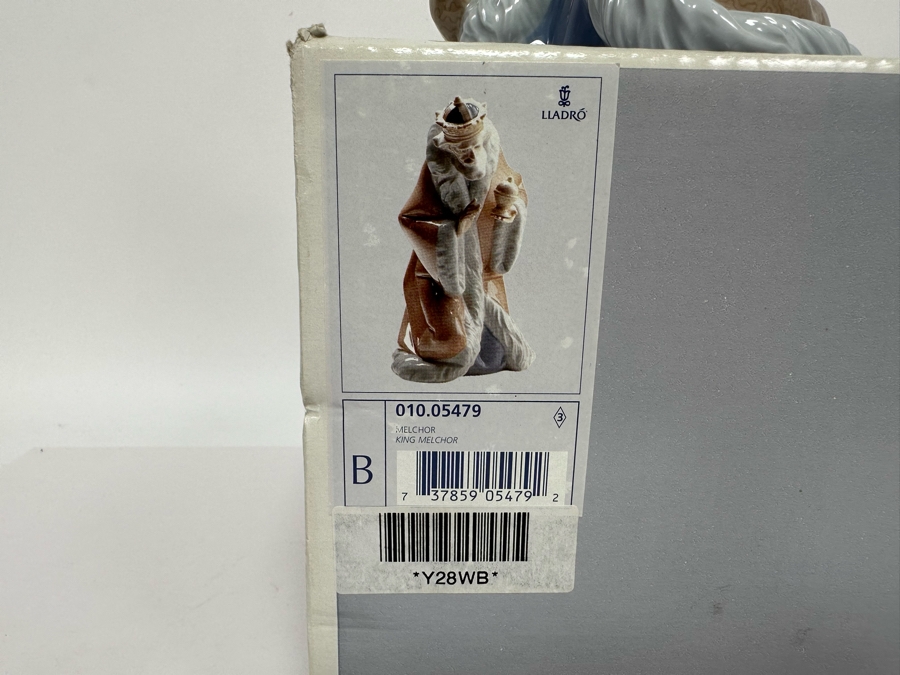 LLADRÓ
010.05479
3
MELCHOR
KING MELCHOR
B
7 37859 05479 2
*Y28WB*